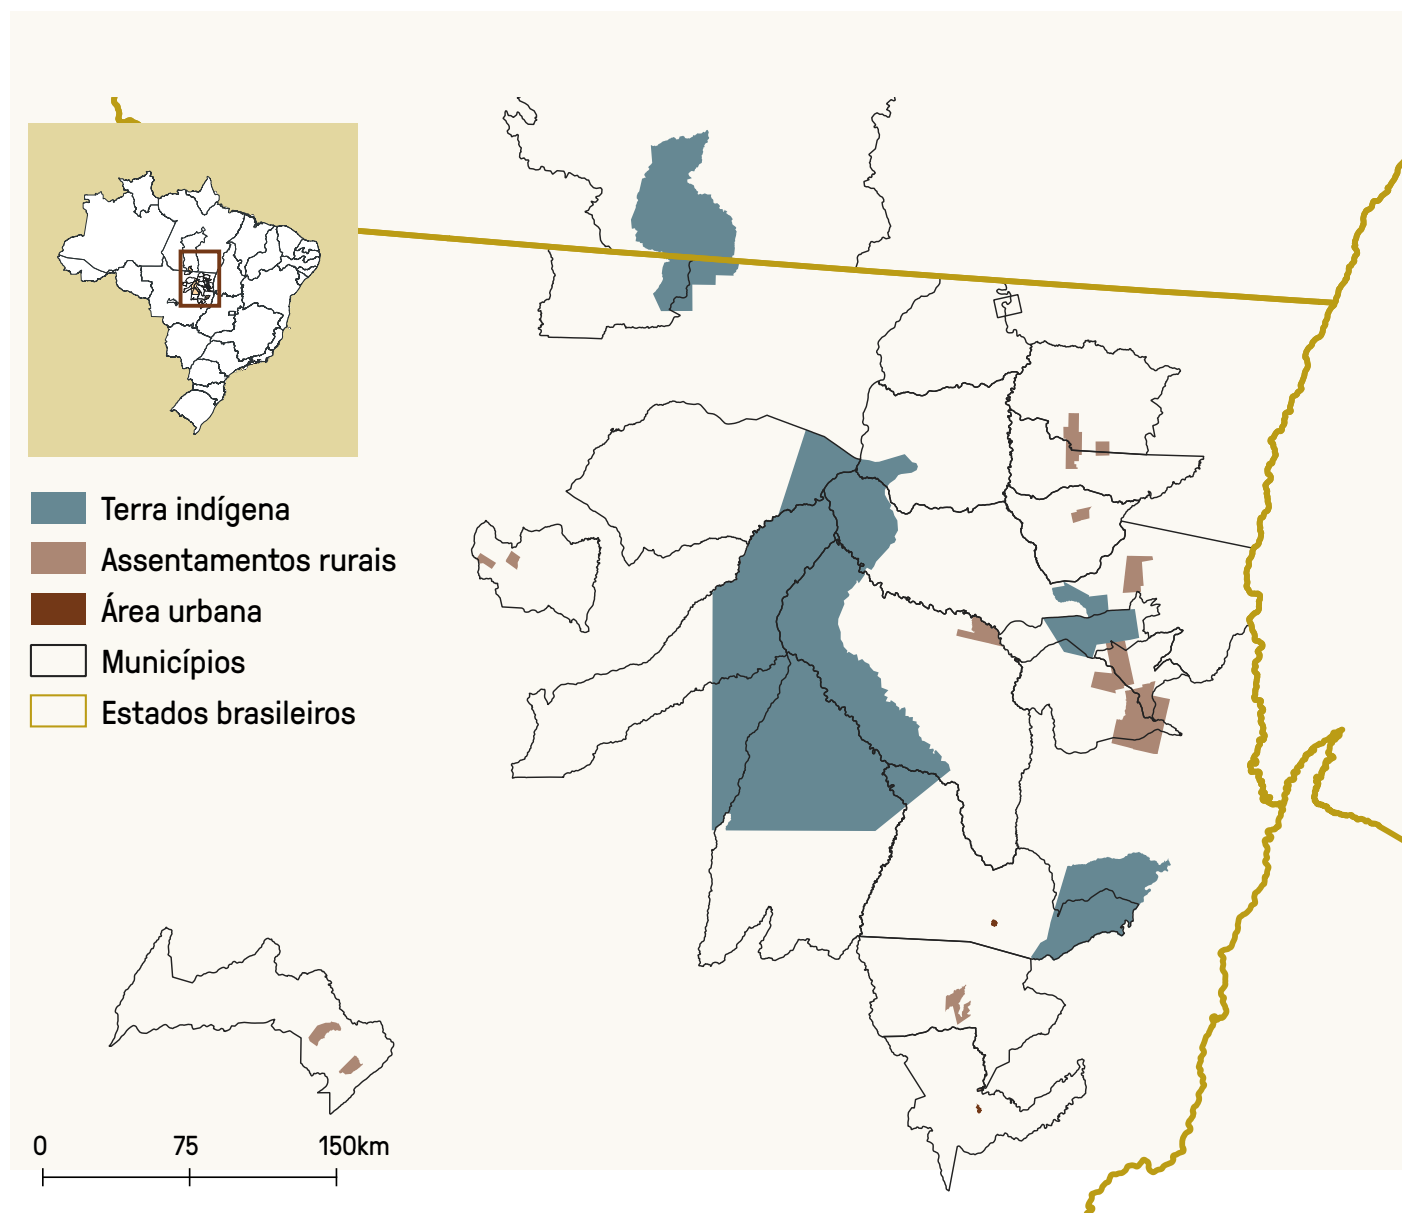 Terra indígena
Assentamentos rurais
Área urbana
Municípios
Estados brasileiros
0 75 150km